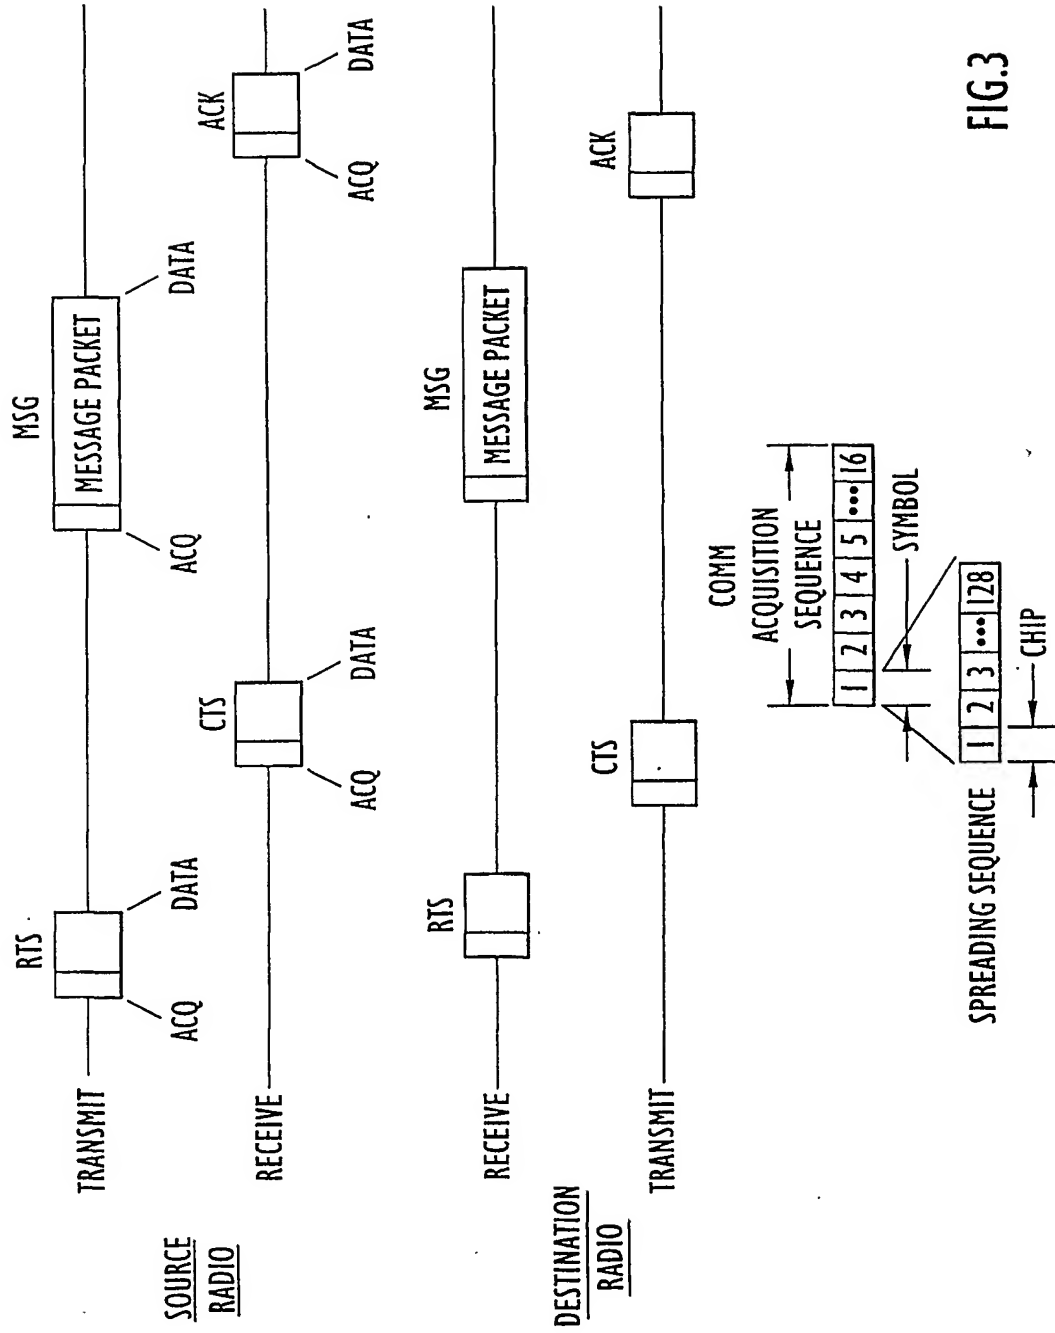 RTS
MSG
TRANSMIT
MESSAGE PACKET
ACQ
DATA
ACQ
DATA
SOURCE
RADIO
CTS
ACK
RECEIVE
ACQ
DATA
ACQ
DATA
RTS
MSG
RECEIVE
MESSAGE PACKET
DESTINATION
RADIO
CTS
ACK
TRANSMIT
COMM
ACQUISITION
SEQUENCE
1 2 3 4 5 ••• 16
SYMBOL
SPREADING SEQUENCE
1 2 3 ••• 128
CHIP
FIG.3